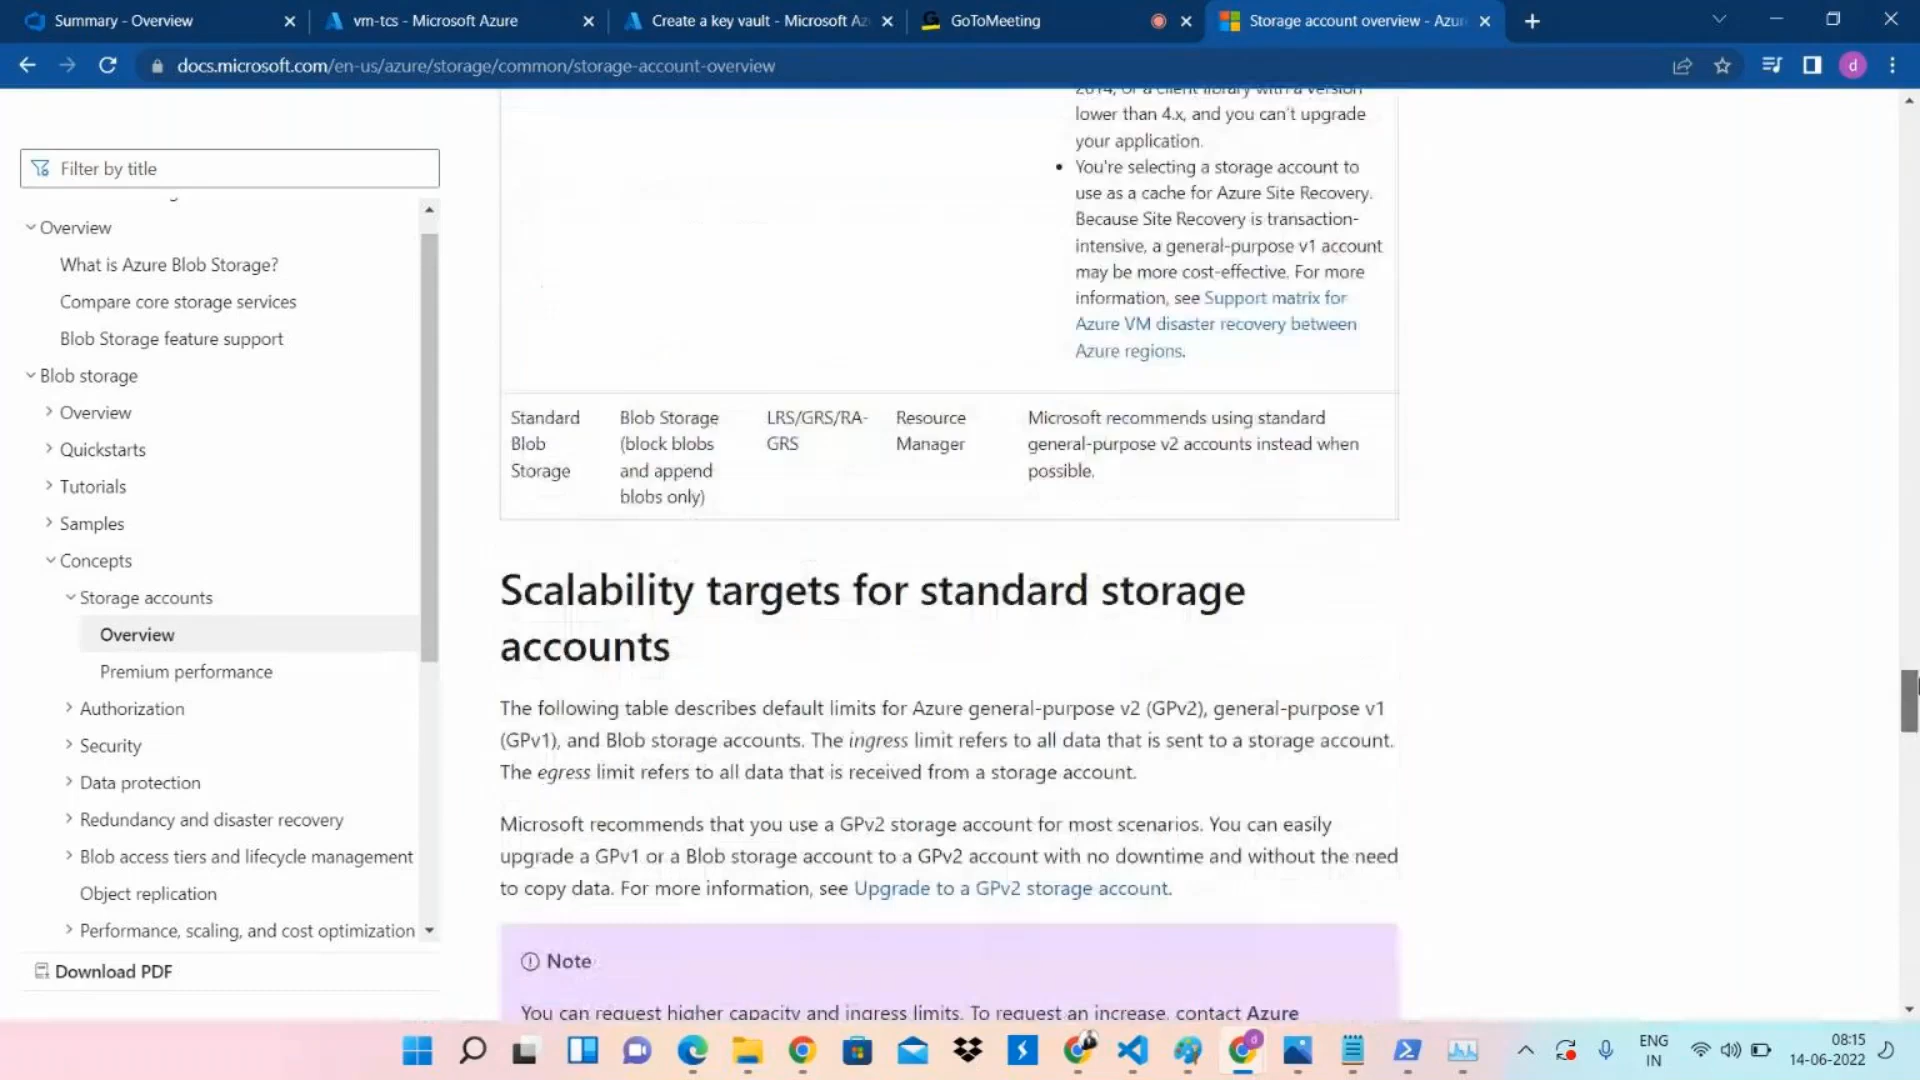 Summary - Overview
vm-tcs - Microsoft Azure
Create a key vault - Microsoft Az
GoToMeeting
Storage account overview - Azur
docs.microsoft.com/en-us/azure/storage/common/storage-account-overview
d
Filter by title
Overview
What is Azure Blob Storage?
Compare core storage services
Blob Storage feature support
Blob storage
Overview
Quickstarts
Tutorials
Samples
Concepts
Storage accounts
Overview
Premium performance
Authorization
Security
Data protection
Redundancy and disaster recovery
Blob access tiers and lifecycle management
Object replication
Performance, scaling, and cost optimization
Download PDF
2014, or a client library with a version
lower than 4.x, and you can't upgrade
your application.
• You're selecting a storage account to
use as a cache for Azure Site Recovery.
Because Site Recovery is transaction-
intensive, a general-purpose v1 account
may be more cost-effective. For more
information, see Support matrix for
Azure VM disaster recovery between
Azure regions.
Standard
Blob
Storage
Blob Storage
(block blobs
and append
blobs only)
LRS/GRS/RA-
GRS
Resource
Manager
Microsoft recommends using standard
general-purpose v2 accounts instead when
possible.
Scalability targets for standard storage
accounts
The following table describes default limits for Azure general-purpose v2 (GPv2), general-purpose v1
(GPv1), and Blob storage accounts. The ingress limit refers to all data that is sent to a storage account.
The egress limit refers to all data that is received from a storage account.
Microsoft recommends that you use a GPv2 storage account for most scenarios. You can easily
upgrade a GPv1 or a Blob storage account to a GPv2 account with no downtime and without the need
to copy data. For more information, see Upgrade to a GPv2 storage account.
Note
You can request higher capacity and ingress limits. To request an increase, contact Azure
ENG
IN
08:15
14-06-2022